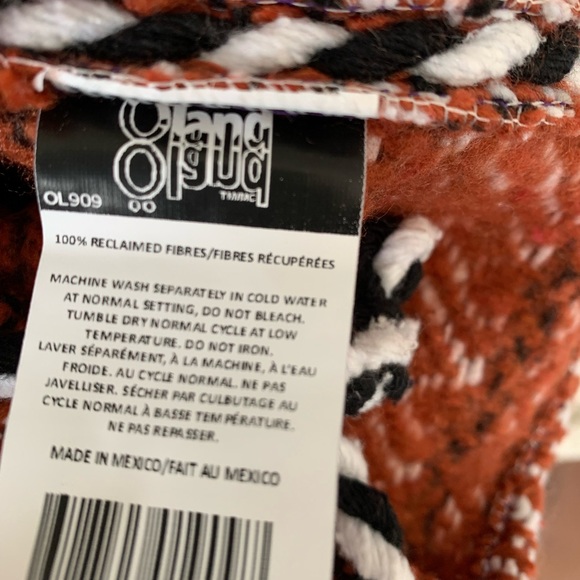 OL909
100% RECLAIMED FIBRES/FIBRES RÉCUPÉRÉES
MACHINE WASH SEPARATELY IN COLD WATER
AT NORMAL SETTING, DO NOT BLEACH.
TUMBLE DRY NORMAL CYCLE AT LOW
TEMPERATURE. DO NOT IRON.
LAVER SÉPARÉMENT, À LA MACHINE, À L'EAU
FROIDE. AU CYCLE NORMAL. NE PAS
JAVELLISER. SÉCHER PAR CULBUTAGE AU
CYCLE NORMAL À BASSE TEMPÉRATURE.
NE PAS REPASSER.
MADE IN MEXICO/FAIT AU MEXICO